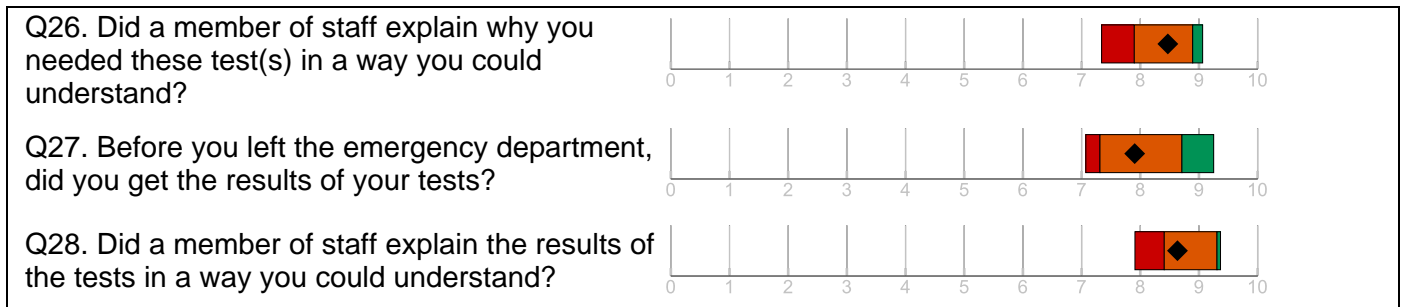 Q26. Did a member of staff explain why you
needed these test(s) in a way you could
understand?
0 1 2 3 4 5 6 7 8 9 10
Q27. Before you left the emergency department,
did you get the results of your tests?
0 1 2 3 4 5 6 7 8 9 10
Q28. Did a member of staff explain the results of
the tests in a way you could understand?
0 1 2 3 4 5 6 7 8 9 10